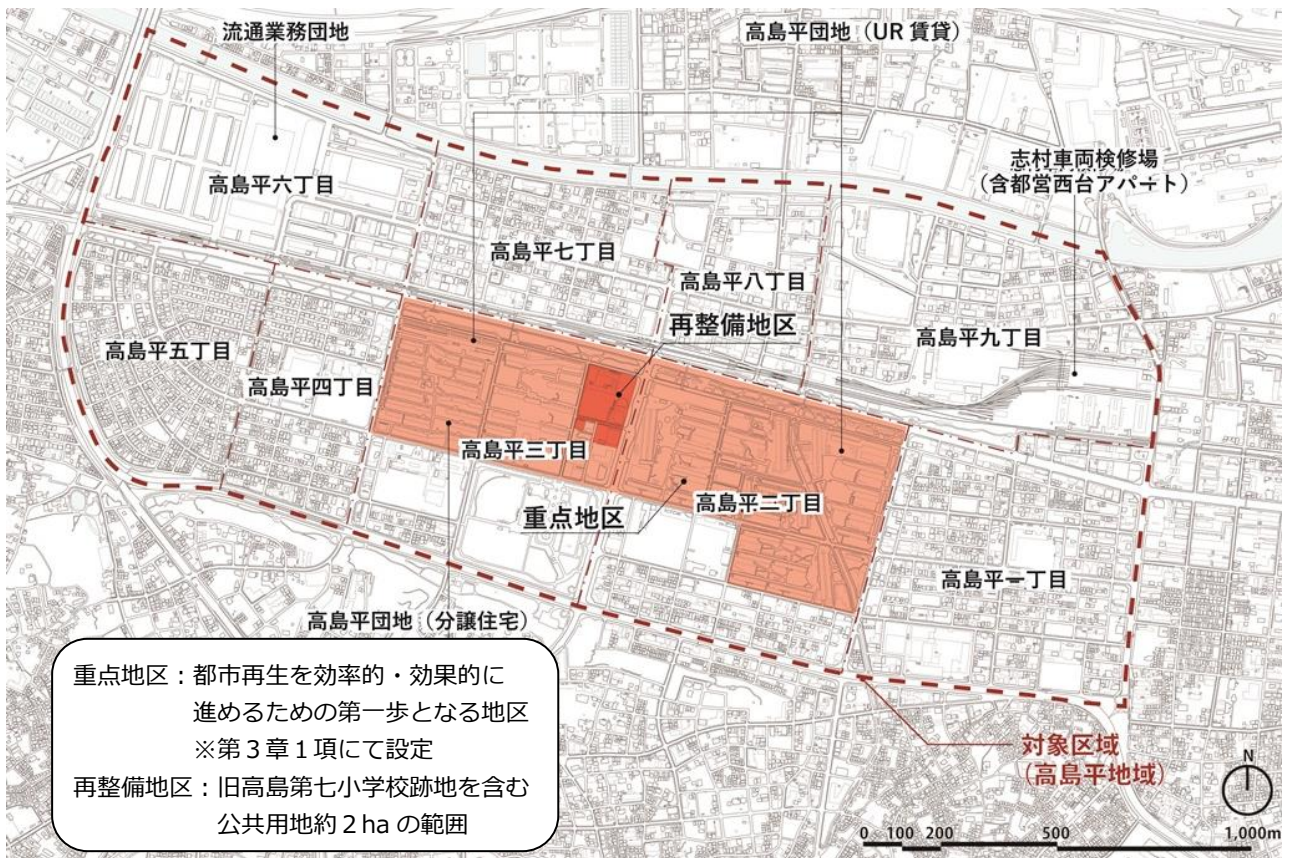 流通業務団地
高島平団地（UR 賃貸）
志村車両検修場
（含都営西台アパート）
高島平六丁目
高島平七丁目
高島平八丁目
再整備地区
高島平九丁目
高島平五丁目
高島平四丁目
高島平三丁目
高島平二丁目
重点地区
高島平一丁目
高島平団地（分譲住宅）
重点地区：都市再生を効率的・効果的に
進めるための第一歩となる地区
※第３章１項にて設定
再整備地区：旧高島第七小学校跡地を含む
公共用地約２ha の範囲
対象区域
（高島平地域）
N
0 100 200 500 1,000m